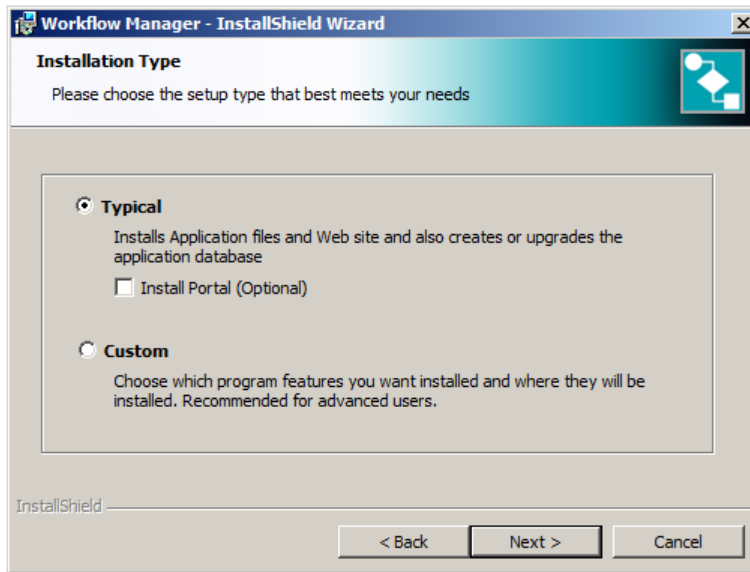 Workflow Manager - InstallShield Wizard
Installation Type
Please choose the setup type that best meets your needs
Typical
Installs Application files and Web site and also creates or upgrades the
application database
Install Portal (Optional)
Custom
Choose which program features you want installed and where they will be
installed. Recommended for advanced users.
InstallShield
< Back Next > Cancel